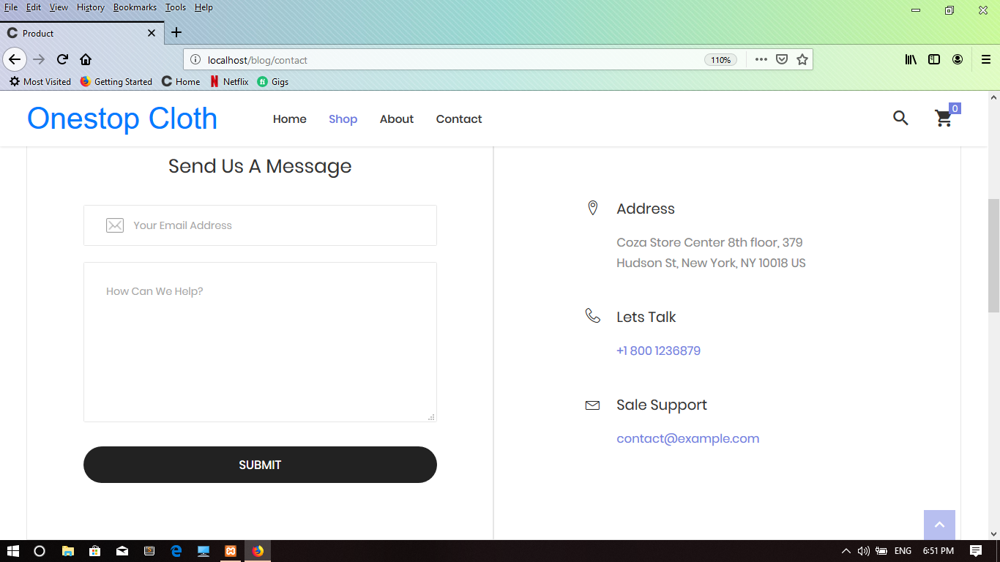 File Edit View History Bookmarks Tools Help
Product
localhost/blog/contact 110%
Most Visited Getting Started Home Netflix Gigs
Onestop Cloth Home Shop About Contact 0
Send Us A Message
Your Email Address
How Can We Help?
SUBMIT
Address
Coza Store Center 8th floor, 379
Hudson St, New York, NY 10018 US
Lets Talk
+1 800 1236879
Sale Support
contact@example.com
ENG 6:51 PM